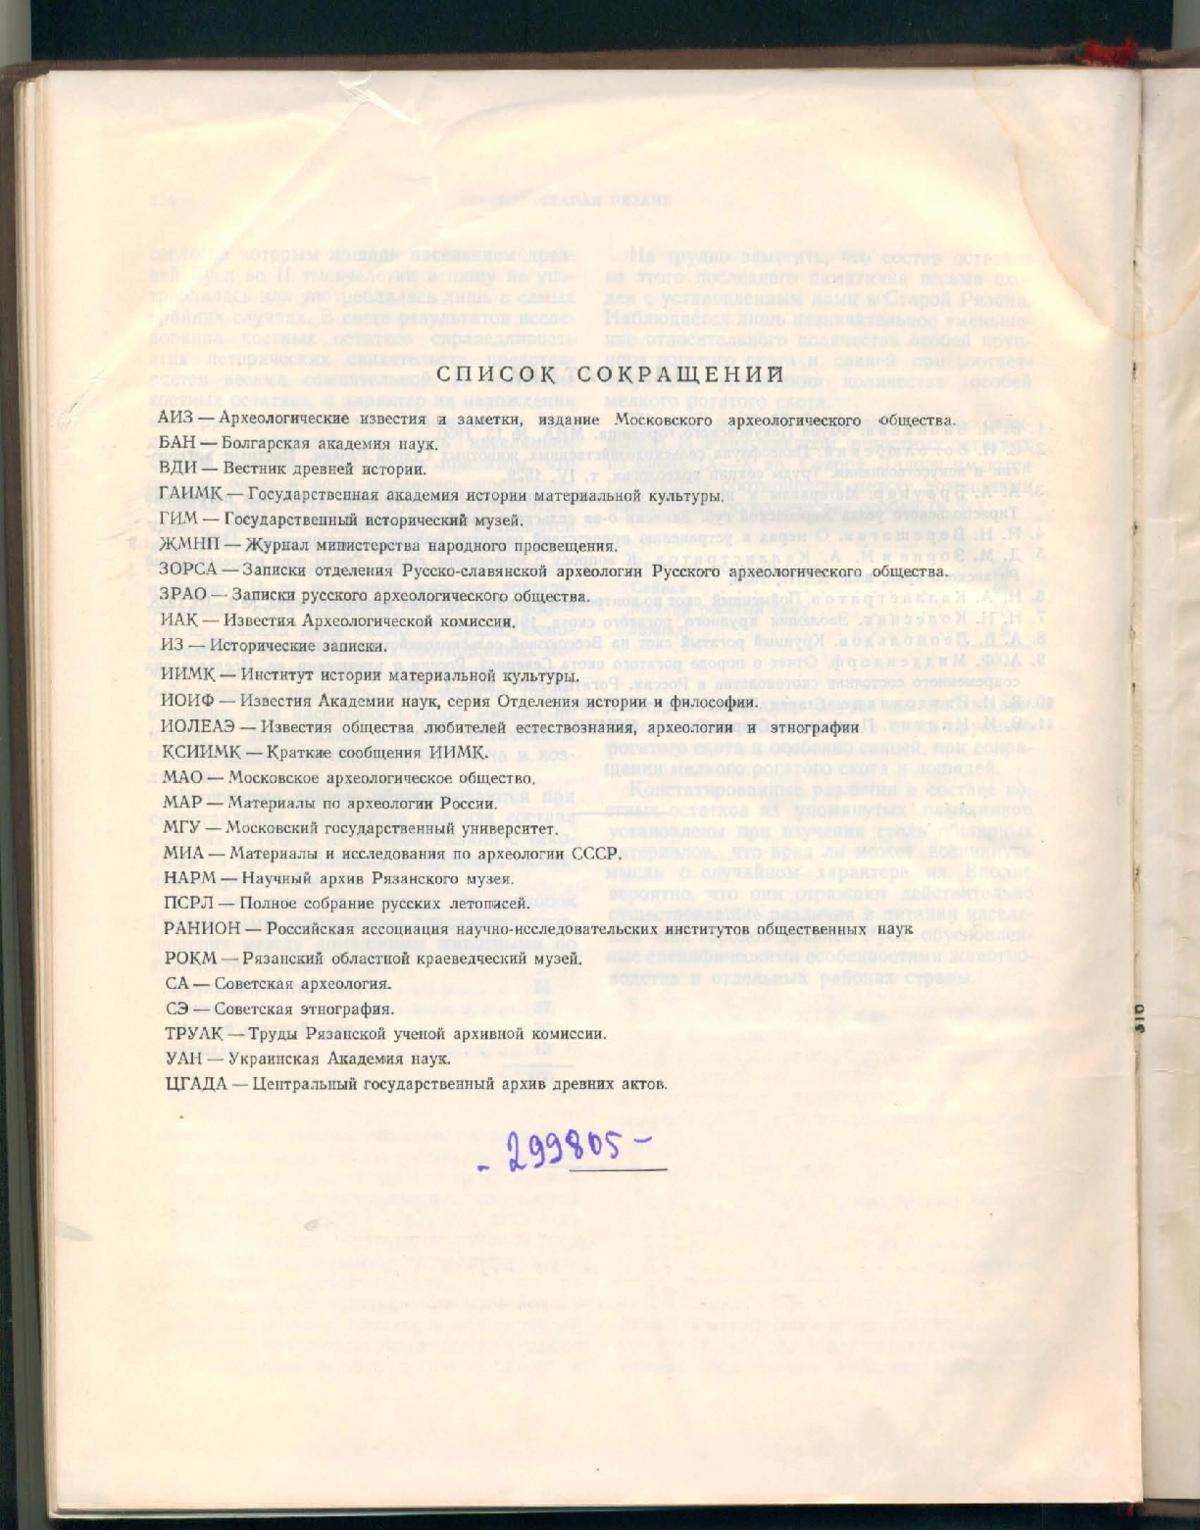 СПИСОК СОКРАЩЕНИЙ
АИЗ — Археологические известия и заметки, издание Московского археологического общества.
БАН — Болгарская академия наук.
ВДИ — Вестник древней истории.
ГАИМК — Государственная академия истории материальной культуры.
ГИМ — Государственный исторический музей.
ЖМНП — Журнал министерства народного просвещения.
ЗОРСА — Записки отделения Русско-славянской археологии Русского археологического общества.
ЗРАО — Записки русского археологического общества.
ИАК — Известия Археологической комиссии.
ИЗ — Исторические записки.
ИИМК — Институт истории материальной культуры.
ИОИФ — Известия Академии наук, серия Отделения истории и философии.
ИОЛЕАЭ — Известия общества любителей естествознания, археологии и этнографии
КСИИМК — Краткие сообщения ИИМК.
МАО — Московское археологическое общество.
МАР — Материалы по археологии России.
МГУ — Московский государственный университет.
МИА — Материалы и исследования по археологии СССР.
НАРМ — Научный архив Рязанского музея.
ПСРЛ — Полное собрание русских летописей.
РАНИОН — Российская ассоциация научно-исследовательских институтов общественных наук
РОКМ — Рязанский областной краеведческий музей.
СА — Советская археология.
СЭ — Советская этнография.
ТРУАК — Труды Рязанской ученой архивной комиссии.
УАН — Украинская Академия наук.
ЦГАДА — Центральный государственный архив древних актов.
- 299805 -